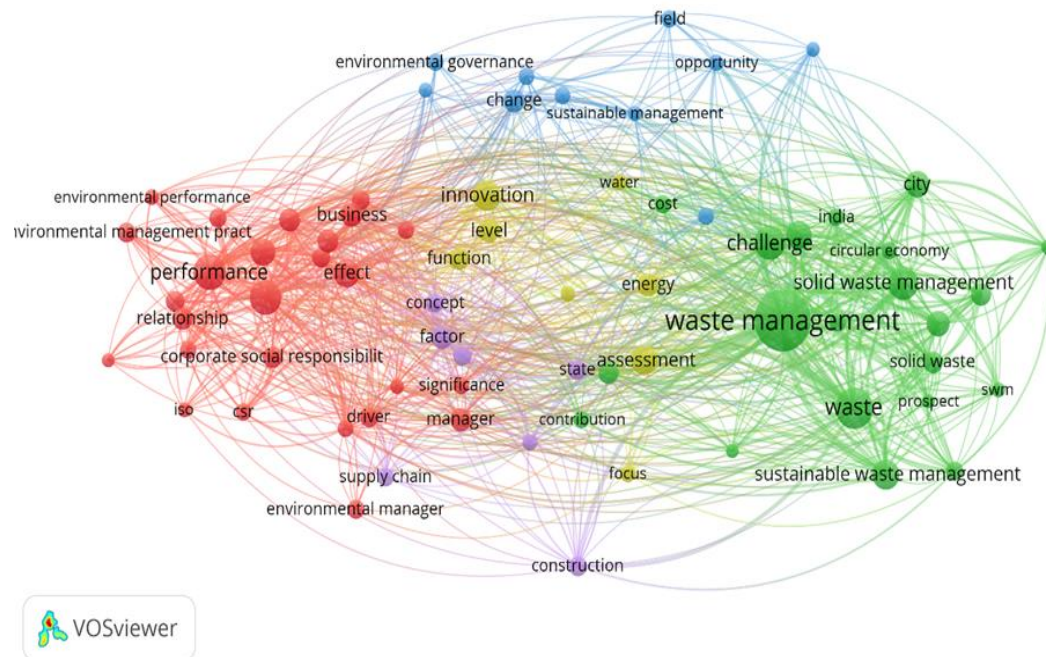 field
environmental governance
opportunity
change
sustainable management
environmental performance
innovation
water
city
business
cost
india
nvironmental management pract
level
challenge
circular economy
function
performance
effect
energy
solid waste management
concept
relationship
waste management
factor
corporate social responsibilit
assessment
solid waste
state
significance
swm
iso
csr
driver
manager
contribution
waste
prospect
supply chain
focus
sustainable waste management
environmental manager
construction
VOSviewer